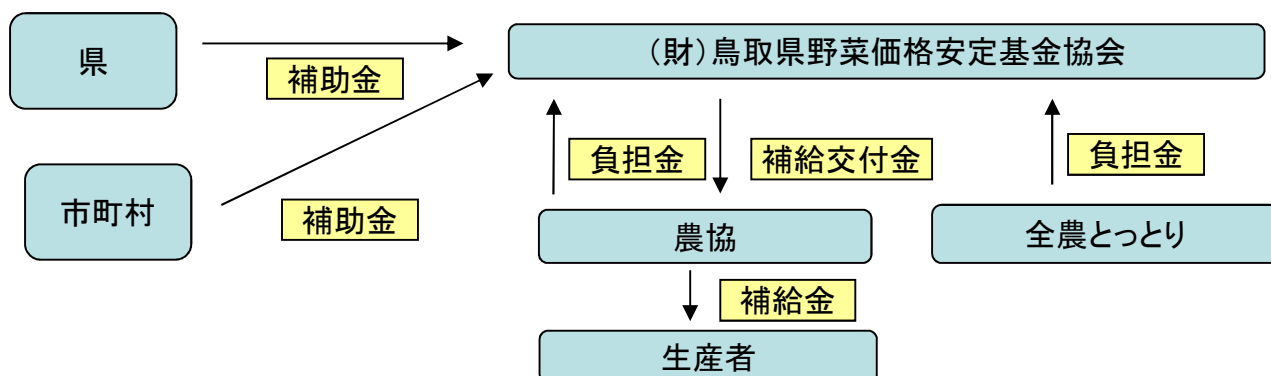 県
(財)鳥取県野菜価格安定基金協会
補助金
負担金
補給交付金
負担金
市町村
補助金
農協
全農とっとり
補給金
生産者